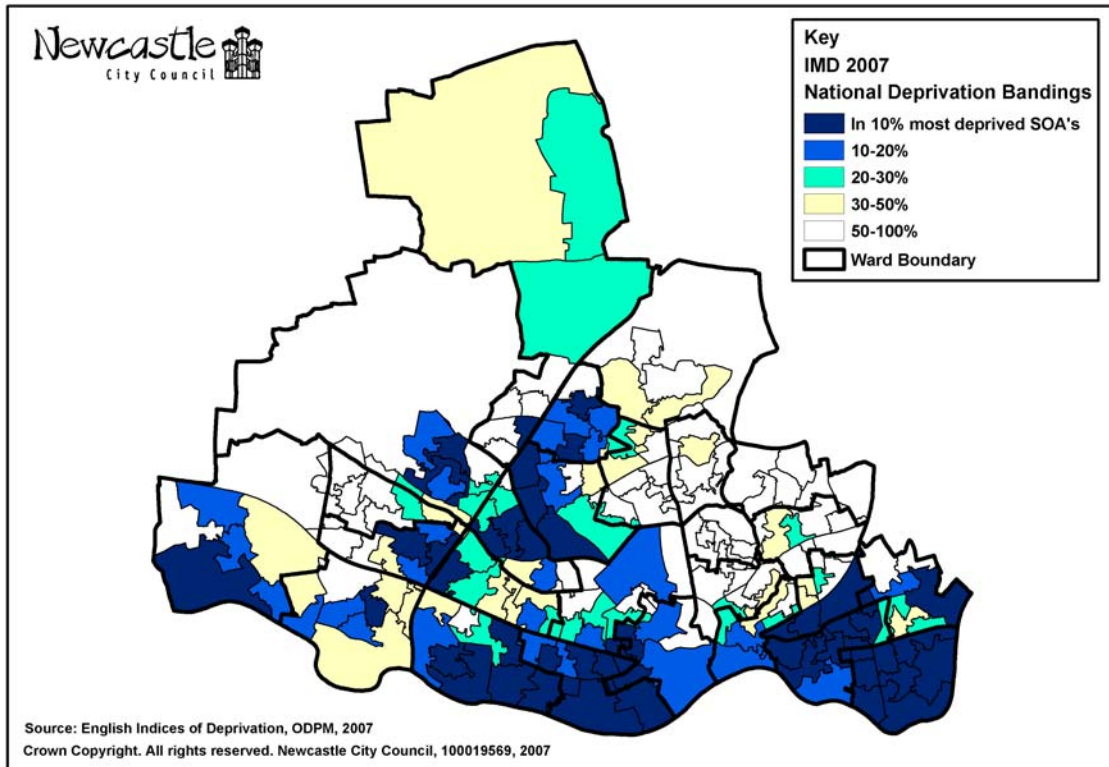 Newcastle
City Council
Key
IMD 2007
National Deprivation Bandings
In 10% most deprived SOA's
10-20%
20-30%
30-50%
50-100%
Ward Boundary
Source: English Indices of Deprivation, ODPM, 2007
Crown Copyright. All rights reserved. Newcastle City Council, 100019569, 2007